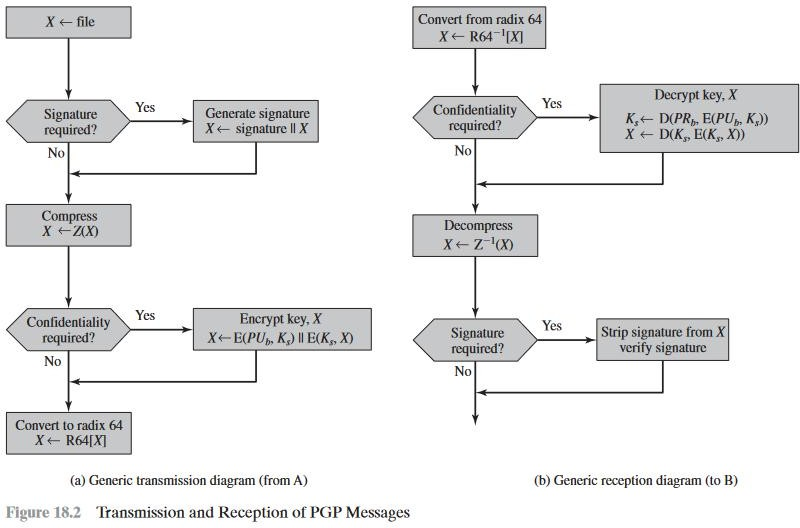 X ← file
Signature
required?
Yes
Generate signature
X ← signature || X
No
Compress
X ← Z(X)
Confidentiality
required?
Yes
Encrypt key, X
X ← E(PUb, Ks) || E(Ks, X)
No
Convert to radix 64
X ← R64[X]
(a) Generic transmission diagram (from A)
Convert from radix 64
X ← R64⁻¹[X]
Confidentiality
required?
Yes
Decrypt key, X
Ks ← D(PRb, E(PUb, Ks))
X ← D(Ks, E(Ks, X))
No
Decompress
X ← Z⁻¹(X)
Signature
required?
Yes
Strip signature from X
verify signature
No
(b) Generic reception diagram (to B)
Figure 18.2 Transmission and Reception of PGP Messages